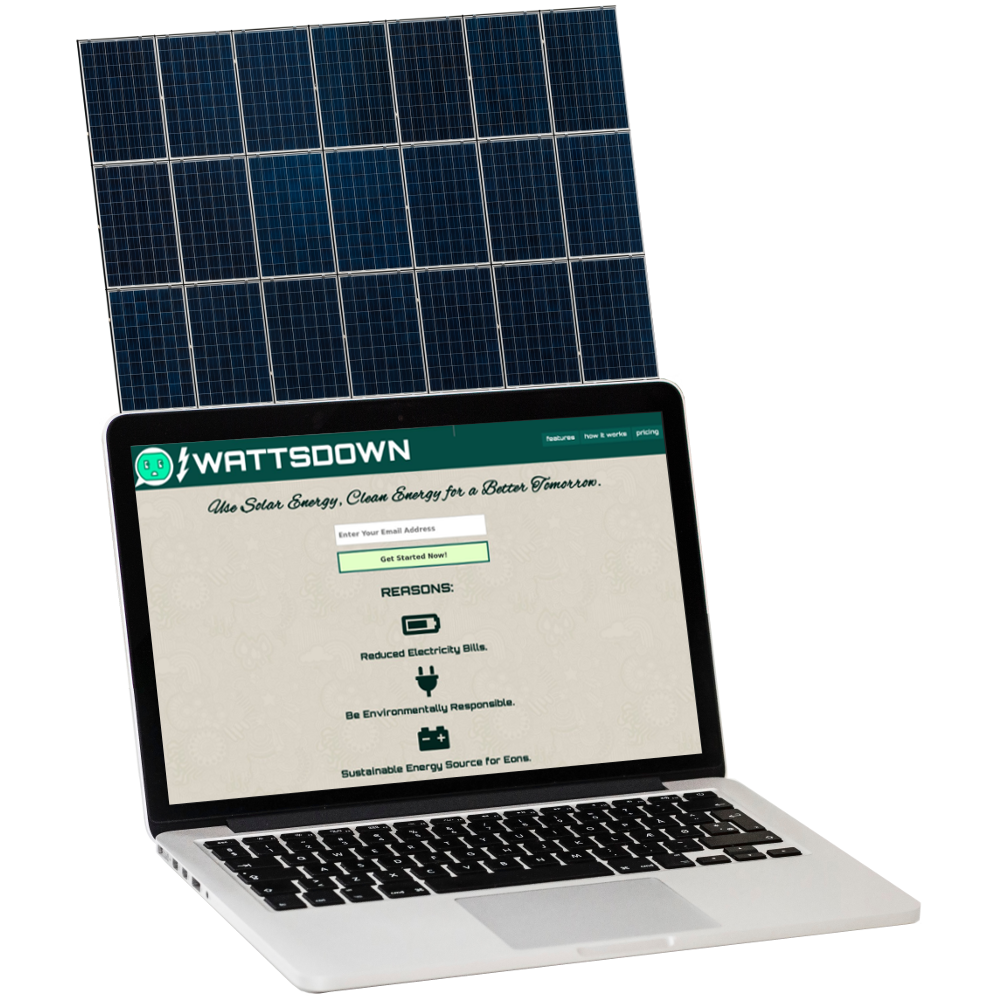 WATTSDOWN
features how it works pricing
Use Solar Energy, Clean Energy for a Better Tomorrow.
Enter Your Email Address
Get Started Now!
REASONS:
Reduced Electricity Bills.
Be Environmentally Responsible.
Sustainable Energy Source for Eons.